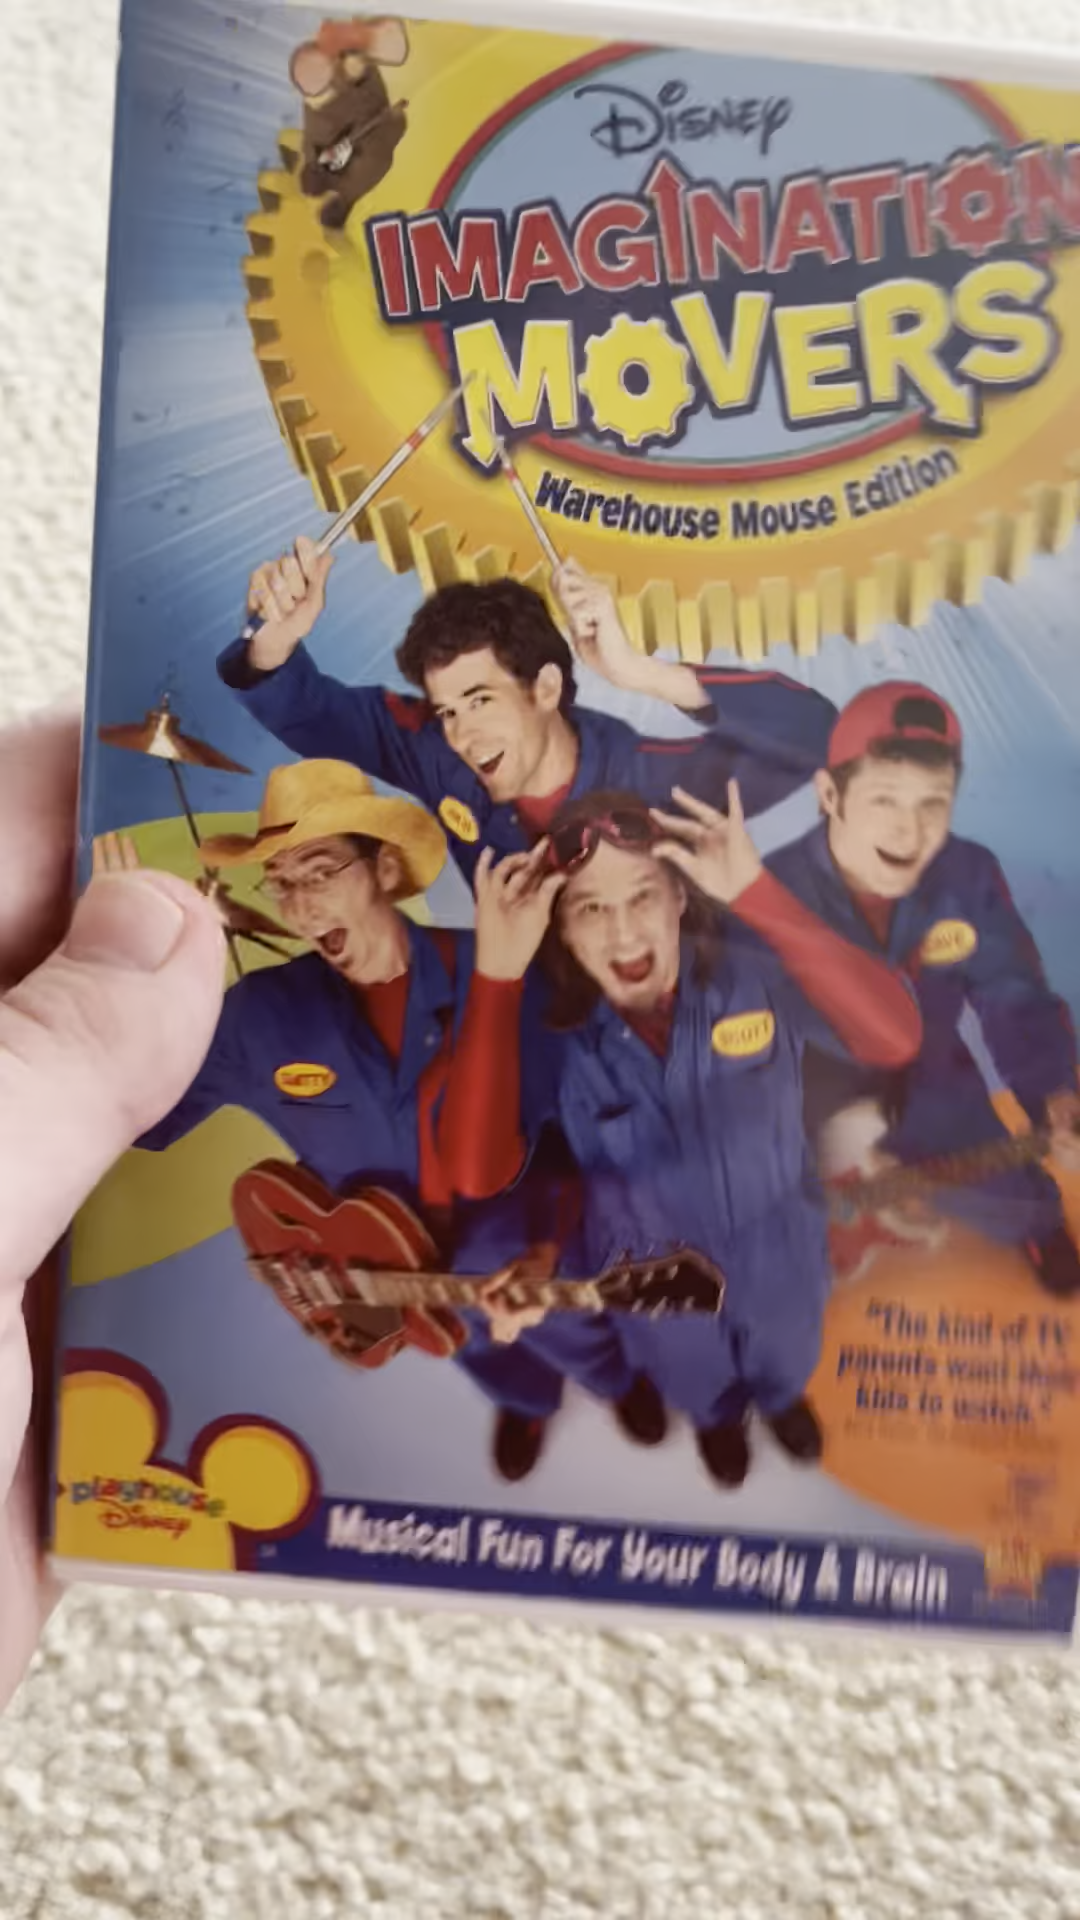 Disney
IMAGINATION
MOVERS
Warehouse Mouse Edition
DAVE
SMITTY
SCOTT
"The kind of TV
parents want their
kids to watch."
playhouse
Disney
Musical Fun For Your Body & Brain